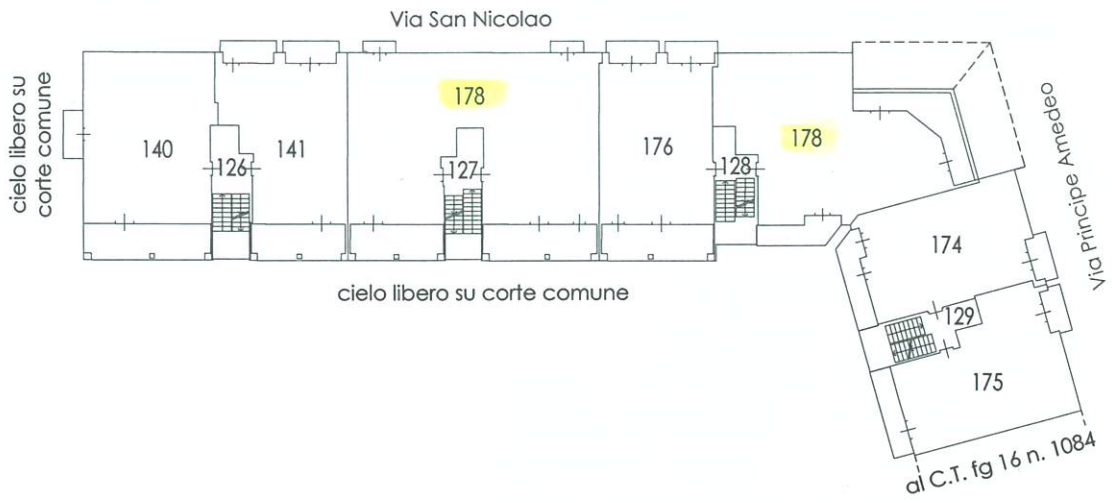 Via San Nicolao
cielo libero su
corte comune
140
126
141
178
127
176
128
178
Via Principe Amedeo
174
129
175
cielo libero su corte comune
al C.T. fg 16 n. 1084